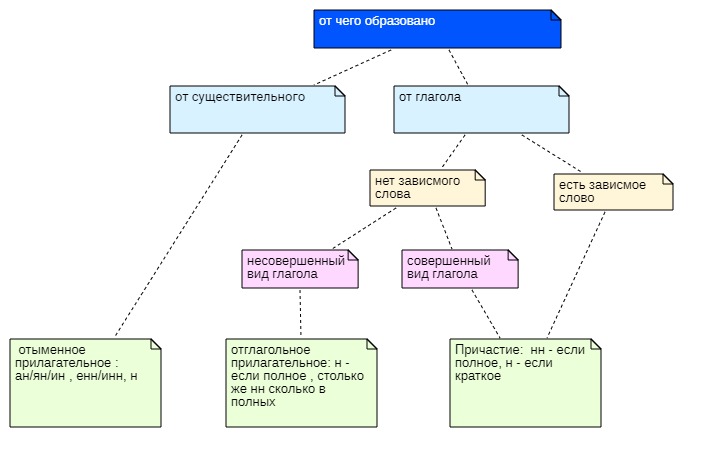 от чего образовано
от существительного
от глагола
нет зависмого
слова
есть зависмое
слово
несовершенный
вид глагола
совершенный
вид глагола
отыменное
прилагательное :
ан/ян/ин , енн/инн, н
отглагольное
прилагательное: н -
если полное , столько
же нн сколько в
полных
Причастие:  нн - если
полное, н - если
краткое